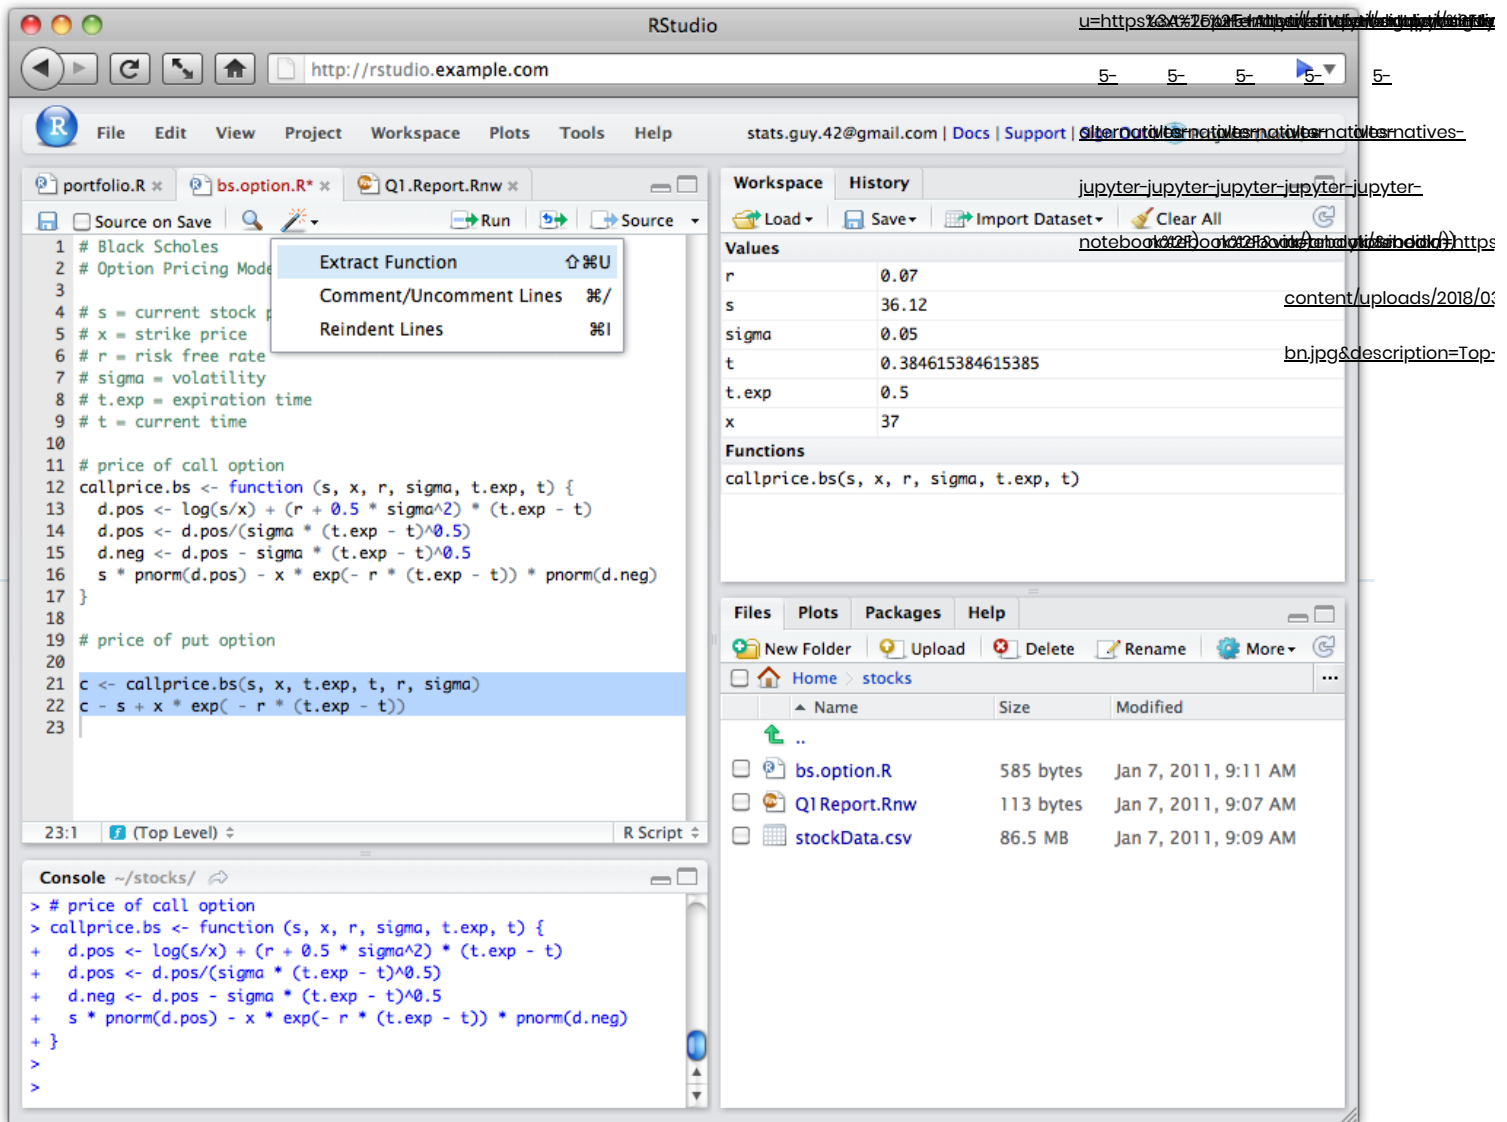 RStudio
http://rstudio.example.com
File Edit View Project Workspace Plots Tools Help
stats.guy.42@gmail.com | Docs | Support |
5- 5- 5- 5- 5-
jupyter-jupyter-jupyter-jupyter-jupyter-
content/uploads/2018/03
bn.jpg&description=Top-
portfolio.R bs.option.R* Q1.Report.Rnw
Source on Save Run Source
1 # Black Scholes
2 # Option Pricing Mode
3
4 # s = current stock p
5 # x = strike price
6 # r = risk free rate
7 # sigma = volatility
8 # t.exp = expiration time
9 # t = current time
10
11 # price of call option
12 callprice.bs <- function (s, x, r, sigma, t.exp, t) {
13 d.pos <- log(s/x) + (r + 0.5 * sigma^2) * (t.exp - t)
14 d.pos <- d.pos/(sigma * (t.exp - t)^0.5)
15 d.neg <- d.pos - sigma * (t.exp - t)^0.5
16 s * pnorm(d.pos) - x * exp(- r * (t.exp - t)) * pnorm(d.neg)
17 }
18
19 # price of put option
20
21 c <- callprice.bs(s, x, t.exp, t, r, sigma)
22 c - s + x * exp( - r * (t.exp - t))
23
Extract Function ⇧⌘U
Comment/Uncomment Lines ⌘/
Reindent Lines ⌘I
23:1 (Top Level) R Script
Console ~/stocks/
> # price of call option
> callprice.bs <- function (s, x, r, sigma, t.exp, t) {
+ d.pos <- log(s/x) + (r + 0.5 * sigma^2) * (t.exp - t)
+ d.pos <- d.pos/(sigma * (t.exp - t)^0.5)
+ d.neg <- d.pos - sigma * (t.exp - t)^0.5
+ s * pnorm(d.pos) - x * exp(- r * (t.exp - t)) * pnorm(d.neg)
+ }
>
>
Workspace History
Load Save Import Dataset Clear All
Values
r 0.07
s 36.12
sigma 0.05
t 0.384615384615385
t.exp 0.5
x 37
Functions
callprice.bs(s, x, r, sigma, t.exp, t)
Files Plots Packages Help
New Folder Upload Delete Rename More
Home stocks ...
Name Size Modified
..
bs.option.R 585 bytes Jan 7, 2011, 9:11 AM
Q1Report.Rnw 113 bytes Jan 7, 2011, 9:07 AM
stockData.csv 86.5 MB Jan 7, 2011, 9:09 AM